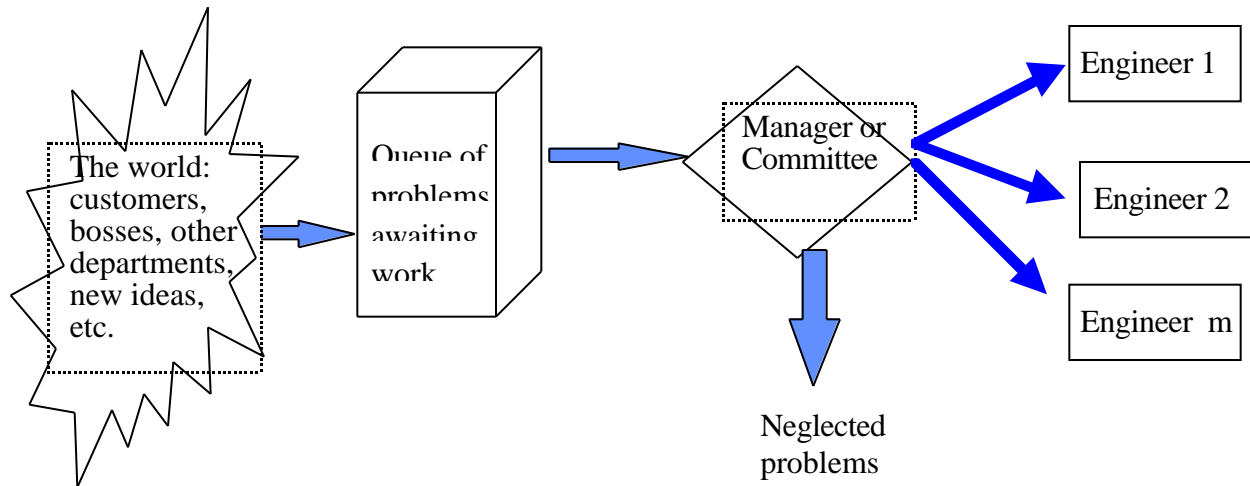 The world:
customers,
bosses, other
departments,
new ideas,
etc.
Queue of
problems
awaiting
work
Manager or
Committee
Neglected
problems
Engineer 1
Engineer 2
Engineer m